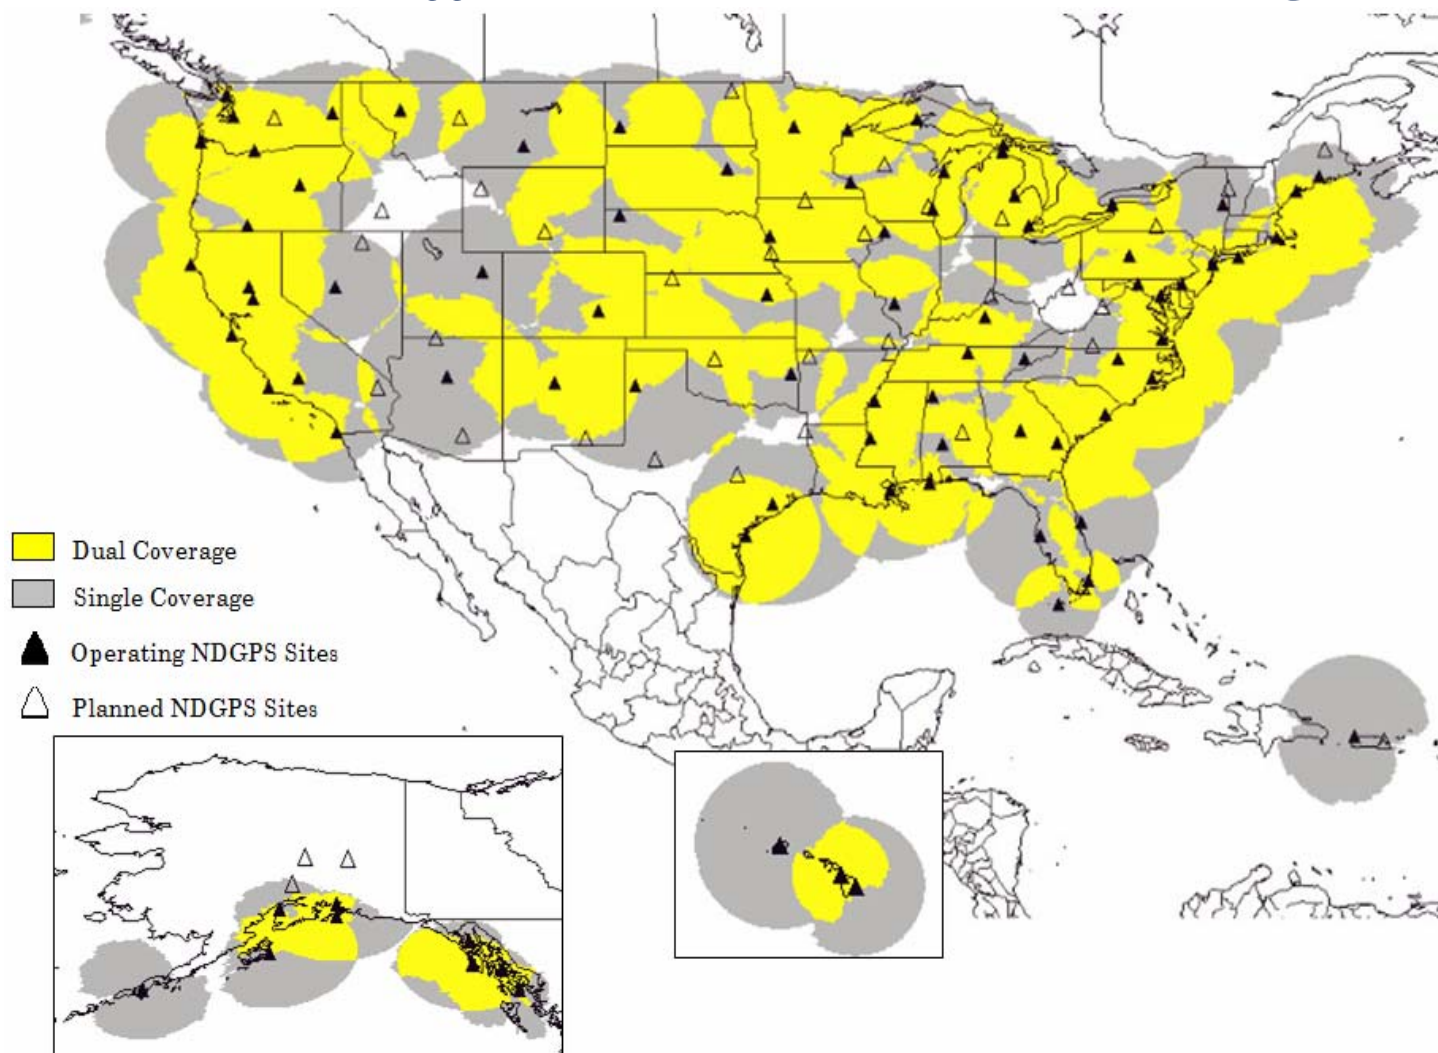 Dual Coverage
Single Coverage
Operating NDGPS Sites
Planned NDGPS Sites